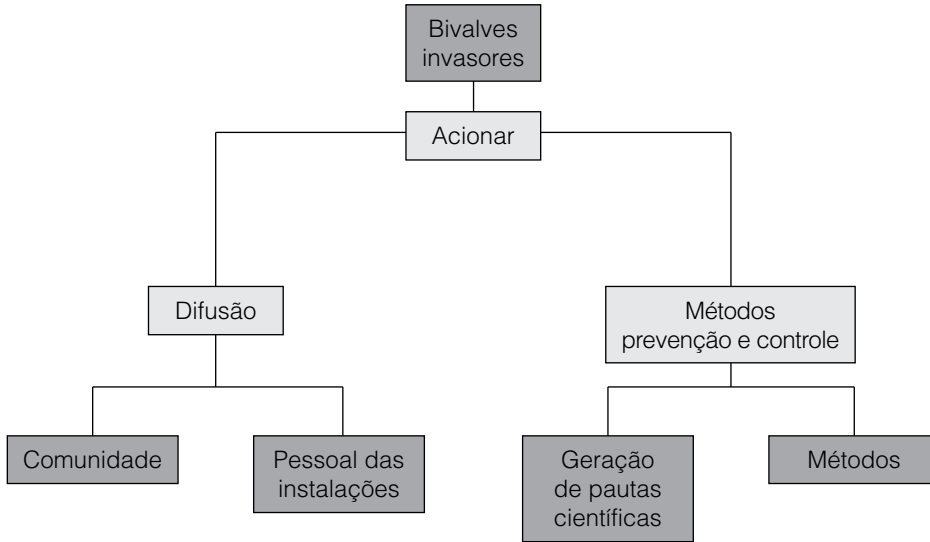 Bivalves
invasores
Acionar
Difusão
Métodos
prevenção e controle
Comunidade
Pessoal das
instalações
Geração
de pautas
científicas
Métodos